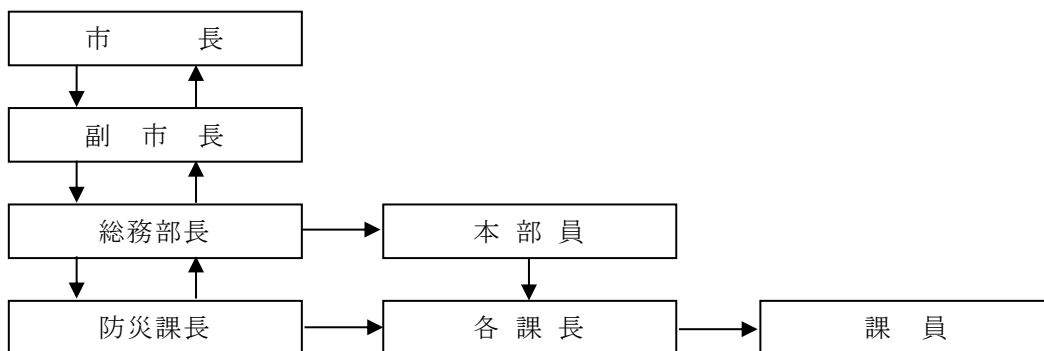 市　　　長
副　市　長
総務部長
本 部 員
防災課長
各 課 長
課　員